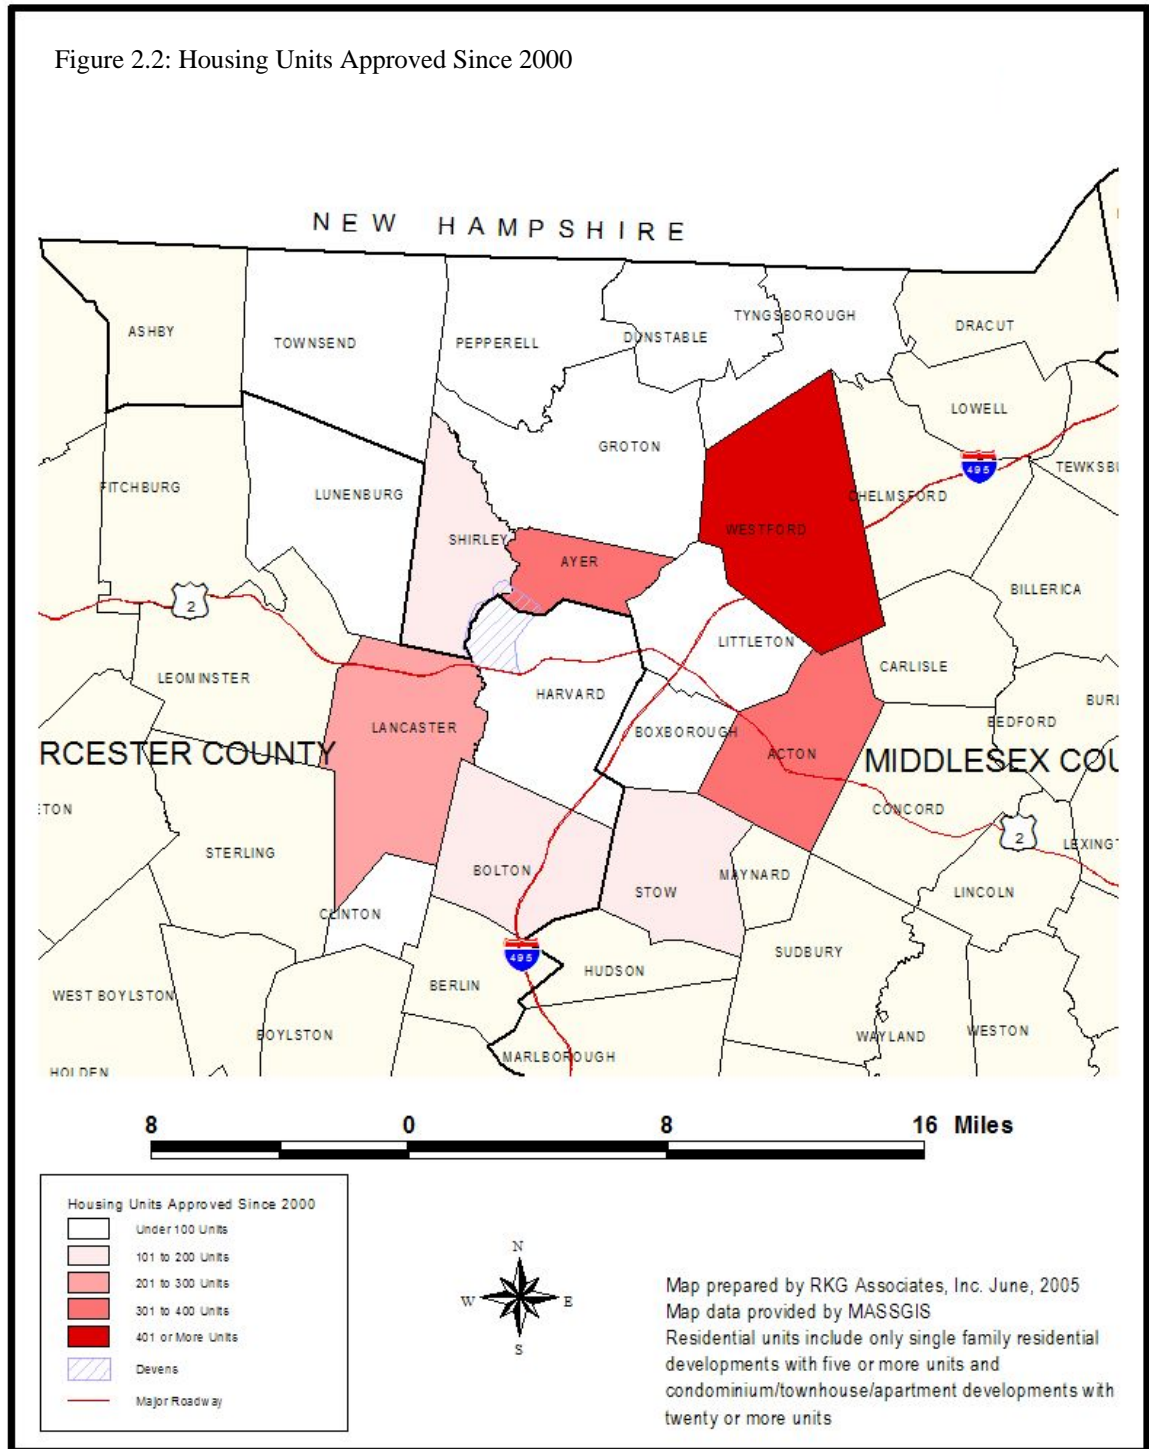 Figure 2.2: Housing Units Approved Since 2000
NEW HAMPSHIRE
ASHBY
TOWNSEND
PEPPERELL
DUNSTABLE
TYNGSBOROUGH
DRACUT
LOWELL
GROTON
495
TEWKSBU
FITCHBURG
LUNENBURG
CHELMSFORD
WESTFORD
SHIRLEY
AYER
BILLERICA
2
LITTLETON
CARLISLE
LEOMINSTER
HARVARD
BURL
LANCASTER
BOXBOROUGH
BEDFORD
RCESTER COUNTY
ACTON
MIDDLESEX COU
ETON
CONCORD
2
LEXINGT
STERLING
BOLTON
MAYNARD
STOW
LINCOLN
CLINTON
SUDBURY
495
HUDSON
BERLIN
WEST BOYLSTON
BOYLSTON
WAYLAND
WESTON
MARLBOROUGH
HOLDEN
8 0 8 16 Miles
Housing Units Approved Since 2000
Under 100 Units
101 to 200 Units
201 to 300 Units
301 to 400 Units
401 or More Units
Devens
Major Roadway
N
W E
S
Map prepared by RKG Associates, Inc. June, 2005
Map data provided by MASSGIS
Residential units include only single family residential
developments with five or more units and
condominium/townhouse/apartment developments with
twenty or more units